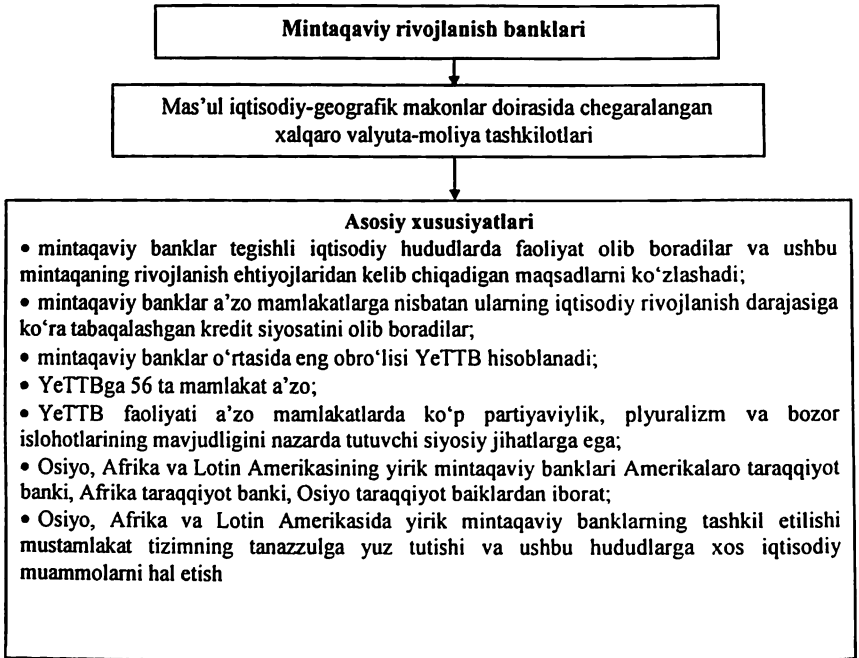 Mintaqaviy rivojlanish banklari
Mas’ul iqtisodiy-geografik makonlar doirasida chegaralangan
xalqaro valyuta-moliya tashkilotlari
Asosiy xususiyatlari
• mintaqaviy banklar tegishli iqtisodiy hududlarda faoliyat olib boradilar va ushbu
mintaqaning rivojlanish ehtiyojlaridan kelib chiqadigan maqsadlarni ko‘zlashadi;
• mintaqaviy banklar a’zo mamlakatlarga nisbatan ularning iqtisodiy rivojlanish darajasiga
ko‘ra tabaqalashgan kredit siyosatini olib boradilar;
• mintaqaviy banklar o‘rtasida eng obro‘lisi YeTTB hisoblanadi;
• YeTTBga 56 ta mamlakat a’zo;
• YeTTB faoliyati a’zo mamlakatlarda ko‘p partiyaviylik, plyuralizm va bozor
islohotlarining mavjudligini nazarda tutuvchi siyosiy jihatlarga ega;
• Osiyo, Afrika va Lotin Amerikasining yirik mintaqaviy banklari Amerikalaro taraqqiyot
banki, Afrika taraqqiyot banki, Osiyo taraqqiyot baiklardan iborat;
• Osiyo, Afrika va Lotin Amerikasida yirik mintaqaviy banklarning tashkil etilishi
mustamlakat tizimning tanazzulga yuz tutishi va ushbu hududlarga xos iqtisodiy
muammolarni hal etish